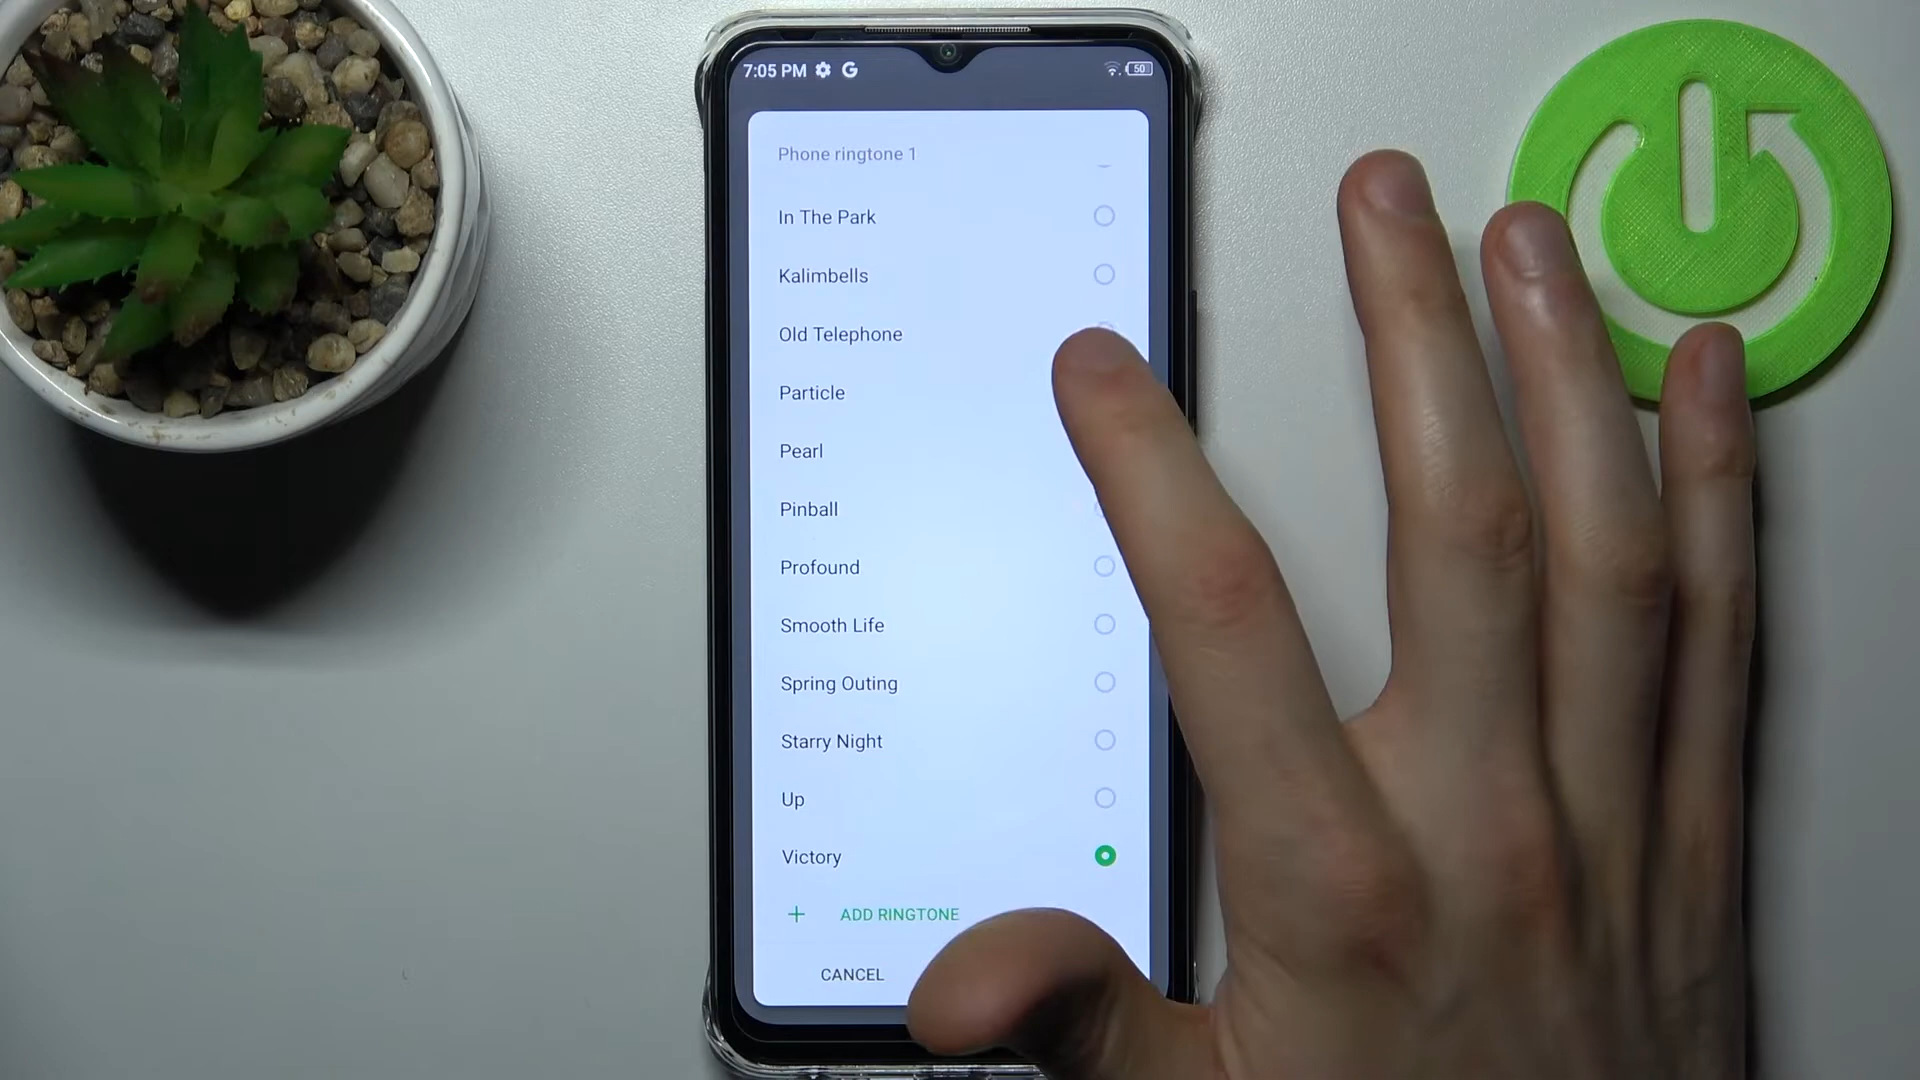 7:05 PM G 50
Phone ringtone 1
In The Park
Kalimbells
Old Telephone
Particle
Pearl
Pinball
Profound
Smooth Life
Spring Outing
Starry Night
Up
Victory
+ ADD RINGTONE
CANCEL